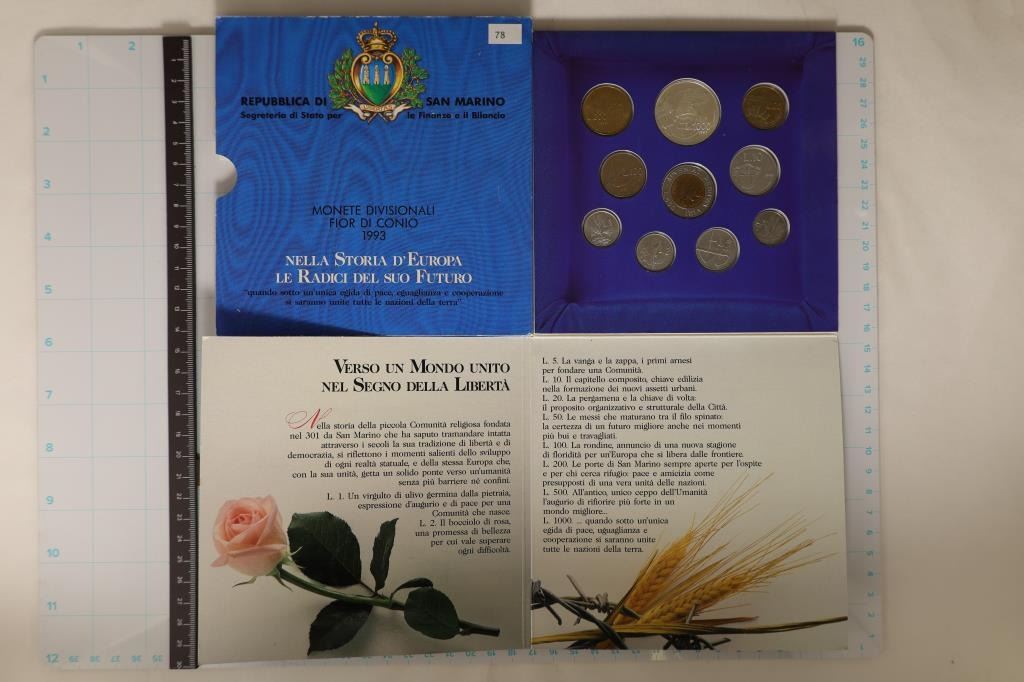 78
REPUBBLICA DI SAN MARINO
Segreteria di Stato per le Finanze e il Bilancio
LIBERTAS
MONETE DIVISIONALI
FIOR DI CONIO
1993
NELLA STORIA D'EUROPA
LE RADICI DEL SUO FUTURO
"quando sotto un'unica egida di pace, eguaglianza e cooperazione
si saranno unite tutte le nazioni della terra"
VERSO UN MONDO UNITO
NEL SEGNO DELLA LIBERTÀ
Nella storia della piccola Comunità religiosa fondata
nel 301 da San Marino che ha saputo tramandare intatta
attraverso i secoli la sua tradizione di libertà e di
democrazia, si riflettono i momenti salienti dello sviluppo
di ogni realtà statuale, e della stessa Europa che,
con la sua unità, getta un solido ponte verso un'umanità
senza più barriere né confini.
L. 1. Un virgulto di alivo germina dalla pietraia,
espressione d'augurio e di pace per una
Comunità che nasce.
L. 2. Il bocciolo di rosa,
una promessa di bellezza
per cui vale superare
ogni difficoltà.
L. 5. La vanga e la zappa, i primi arnesi
per fondare una Comunità.
L. 10. Il capitello composito, chiave edilizia
nella formazione dei nuovi assetti urbani.
L. 20. La pergamena e la chiave di volta:
il proposito organizzativo e strutturale della Città.
L. 50. Le messi che maturano tra il filo spinato:
la certezza di un futuro migliore anche nei momenti
più bui e travagliati.
L. 100. La rondine, annuncio di una nuova stagione
di floridità per un'Europa che si libera dalle frontiere.
L. 200. Le porte di San Marino sempre aperte per l'ospite
e per chi cerca rifugio: pace e amicizia come
presupposti di una vera unità delle nazioni.
L. 500. All'antico, unico ceppo dell'Umanità
l'augurio di rifiorire più forte in un
mondo migliore...
L. 1000. ... quando sotto un'unica
egida di pace, uguaglianza e
cooperazione si saranno unite
tutte le nazioni della terra.